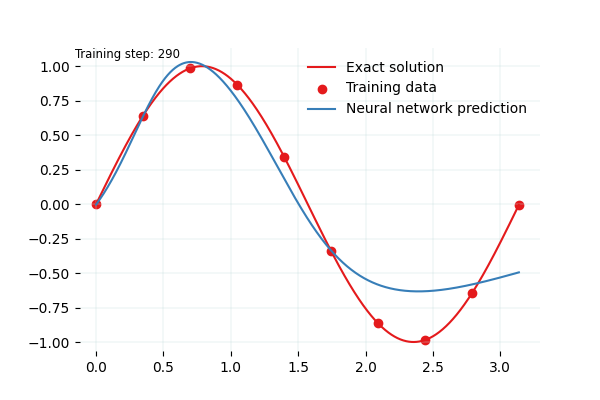 Training step: 290
Exact solution
Training data
Neural network prediction
1.00
0.75
0.50
0.25
0.00
−0.25
−0.50
−0.75
−1.00
0.0 0.5 1.0 1.5 2.0 2.5 3.0